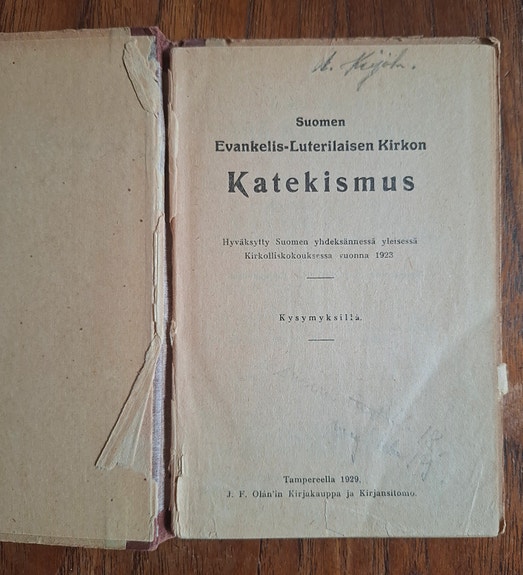 Suomen
Evankelis-Luterilaisen Kirkon
Katekismus
Hyväksytty Suomen yhdeksännessä yleisessä
Kirkolliskokouksessa vuonna 1923
Kysymyksillä.
Tampereella 1929.
J. F. Olán'in Kirjakauppa ja Kirjansitomo.